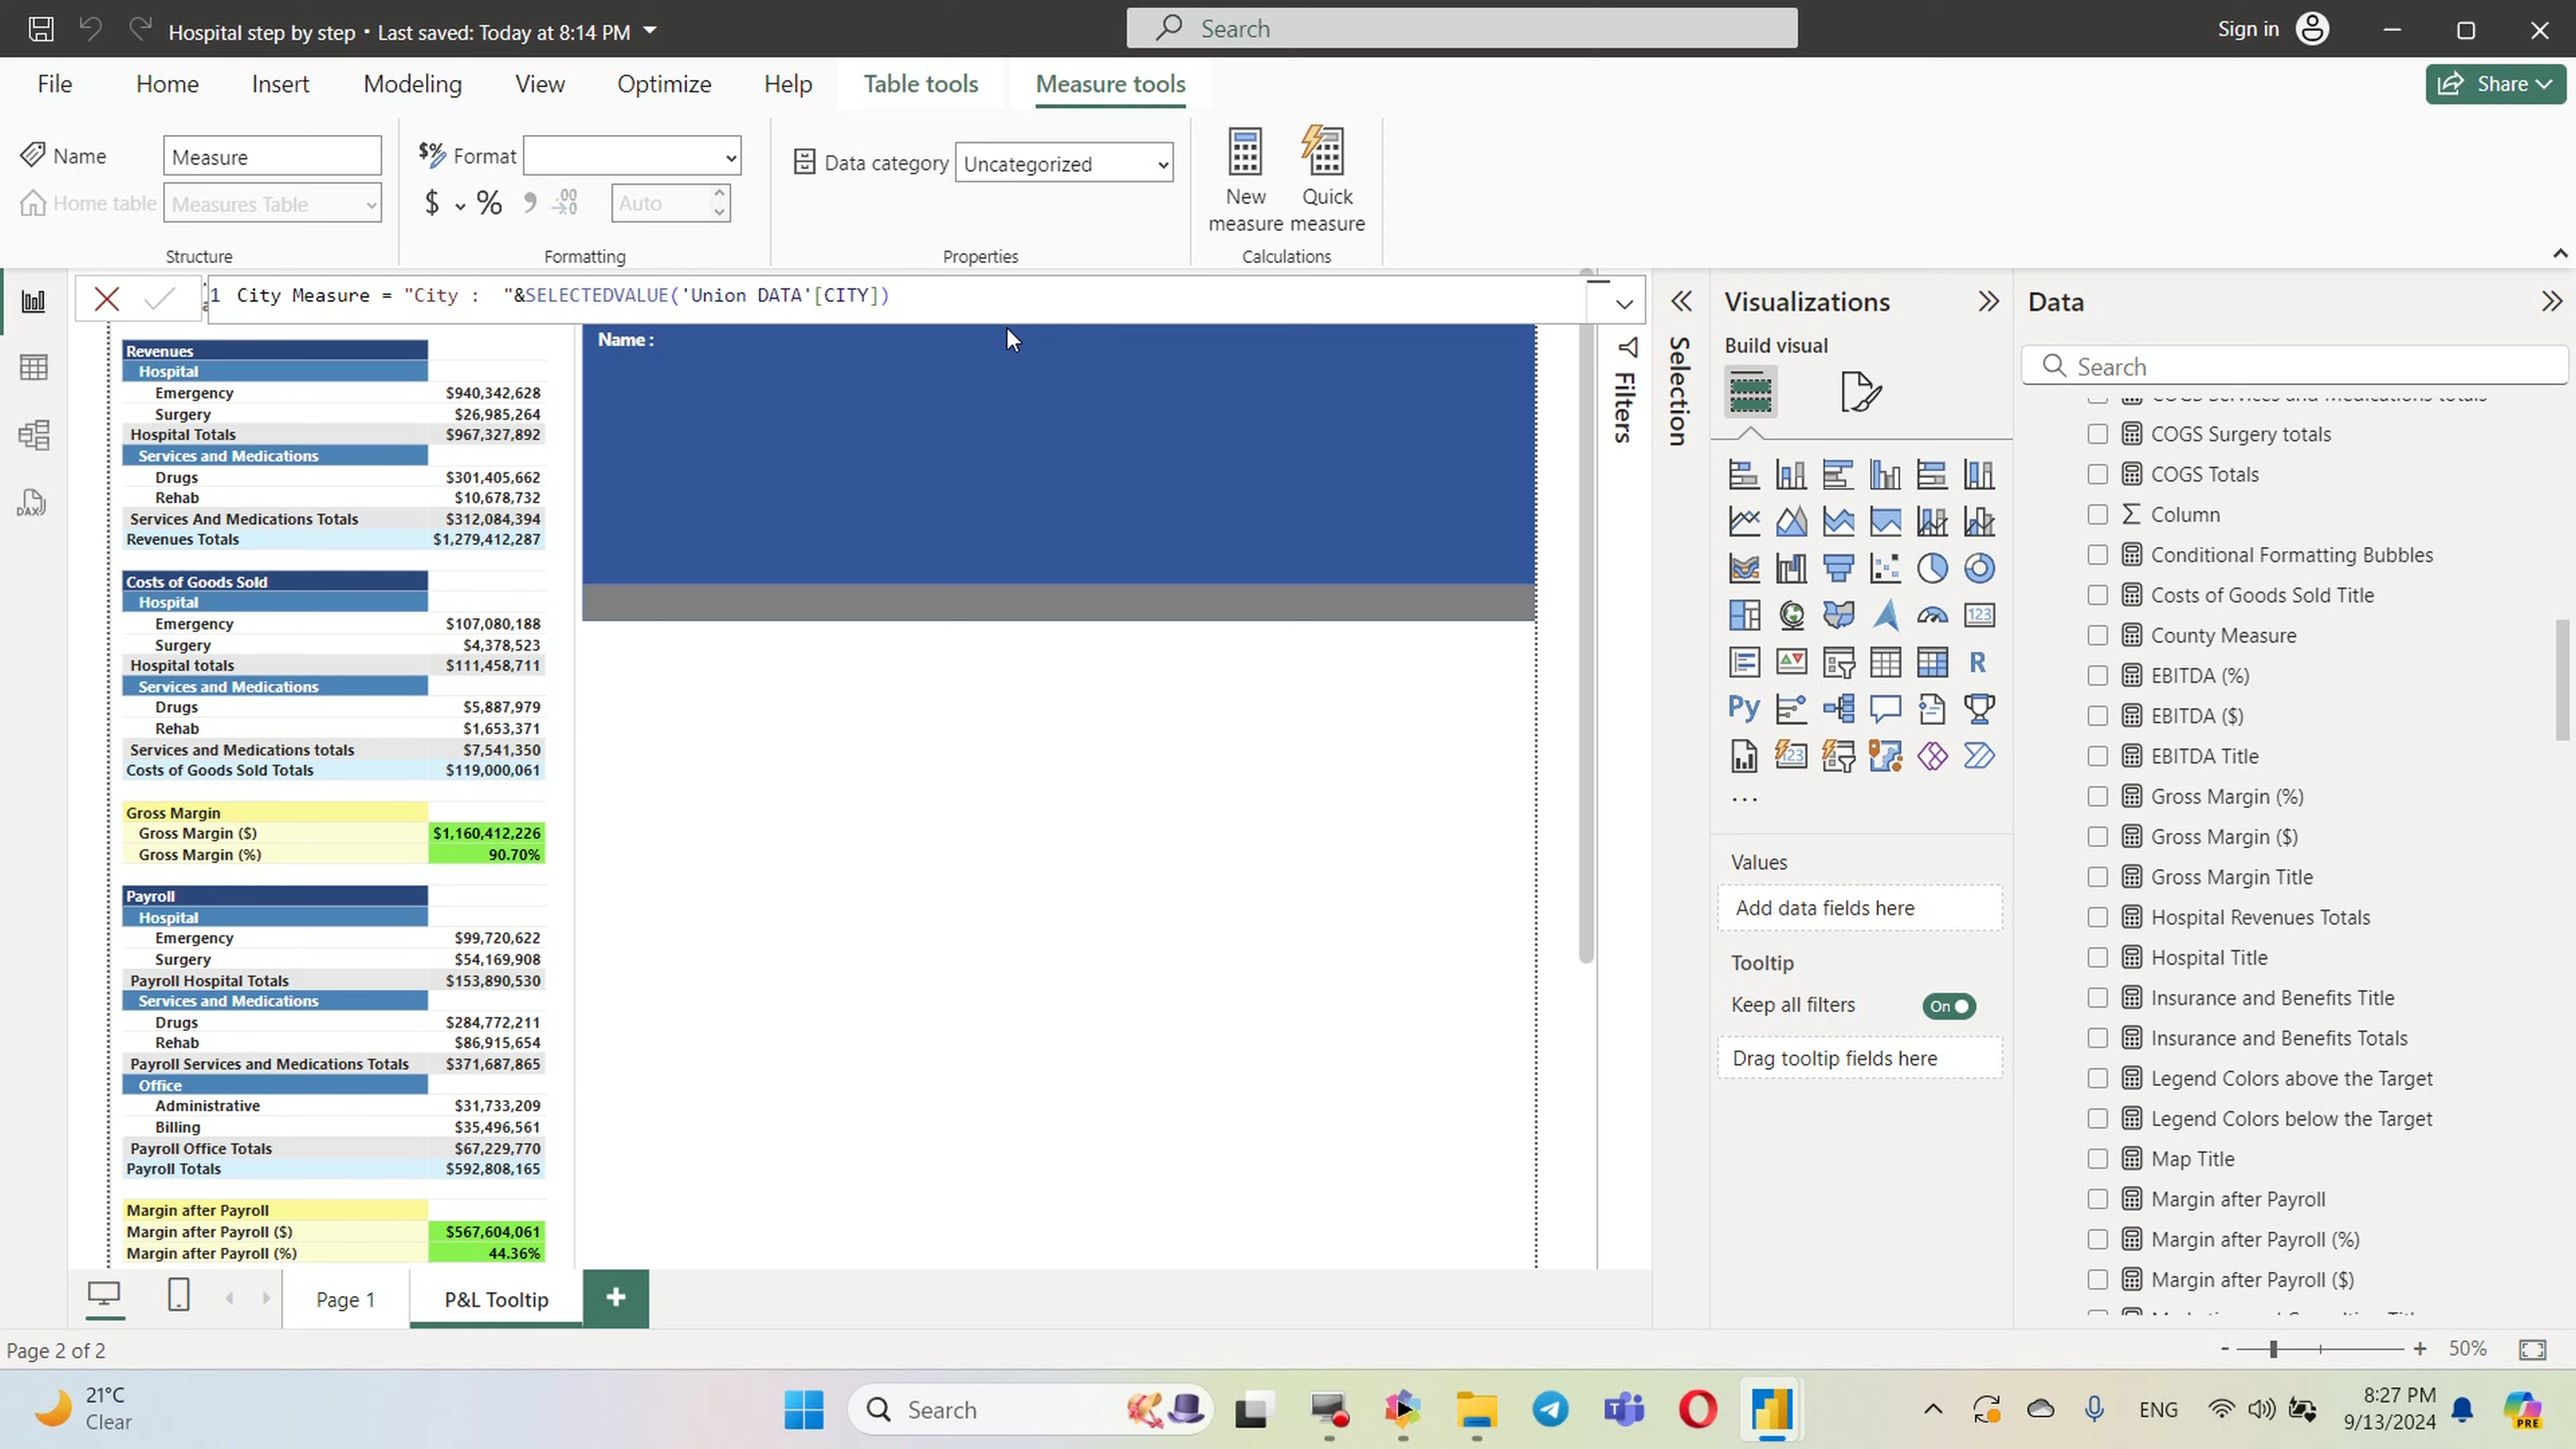 Hospital step by step • Last saved: Today at 8:14 PM
Search
Sign in
File Home Insert Modeling View Optimize Help Table tools Measure tools
Share
Name Measure
Home table Measures Table
Structure
Format
$ % Auto
Formatting
Data category Uncategorized
Properties
New measure
Quick measure
Calculations
1 City Measure = "City :  "&SELECTEDVALUE('Union DATA'[CITY])
Name :
Revenues
Hospital
Emergency $940,342,628
Surgery $26,985,264
Hospital Totals $967,327,892
Services and Medications
Drugs $301,405,662
Rehab $10,678,732
Services And Medications Totals $312,084,394
Revenues Totals $1,279,412,287
Costs of Goods Sold
Hospital
Emergency $107,080,188
Surgery $4,378,523
Hospital totals $111,458,711
Services and Medications
Drugs $5,887,979
Rehab $1,653,371
Services and Medications totals $7,541,350
Costs of Goods Sold Totals $119,000,061
Gross Margin
Gross Margin ($) $1,160,412,226
Gross Margin (%) 90.70%
Payroll
Hospital
Emergency $99,720,622
Surgery $54,169,908
Payroll Hospital Totals $153,890,530
Services and Medications
Drugs $284,772,211
Rehab $86,915,654
Payroll Services and Medications Totals $371,687,865
Office
Administrative $31,733,209
Billing $35,496,561
Payroll Office Totals $67,229,770
Payroll Totals $592,808,165
Margin after Payroll
Margin after Payroll ($) $567,604,061
Margin after Payroll (%) 44.36%
Filters
Selection
Visualizations
Build visual
123
R
Py
123
...
Values
Add data fields here
Tooltip
Keep all filters On
Drag tooltip fields here
Data
Search
COGS Services and Medications totals
COGS Surgery totals
COGS Totals
Column
Conditional Formatting Bubbles
Costs of Goods Sold Title
County Measure
EBITDA (%)
EBITDA ($)
EBITDA Title
Gross Margin (%)
Gross Margin ($)
Gross Margin Title
Hospital Revenues Totals
Hospital Title
Insurance and Benefits Title
Insurance and Benefits Totals
Legend Colors above the Target
Legend Colors below the Target
Map Title
Margin after Payroll
Margin after Payroll (%)
Margin after Payroll ($)
DAX
Page 1 P&L Tooltip +
Page 2 of 2
- + 50%
21°C
Clear
Search
ENG
8:27 PM
9/13/2024
PRE